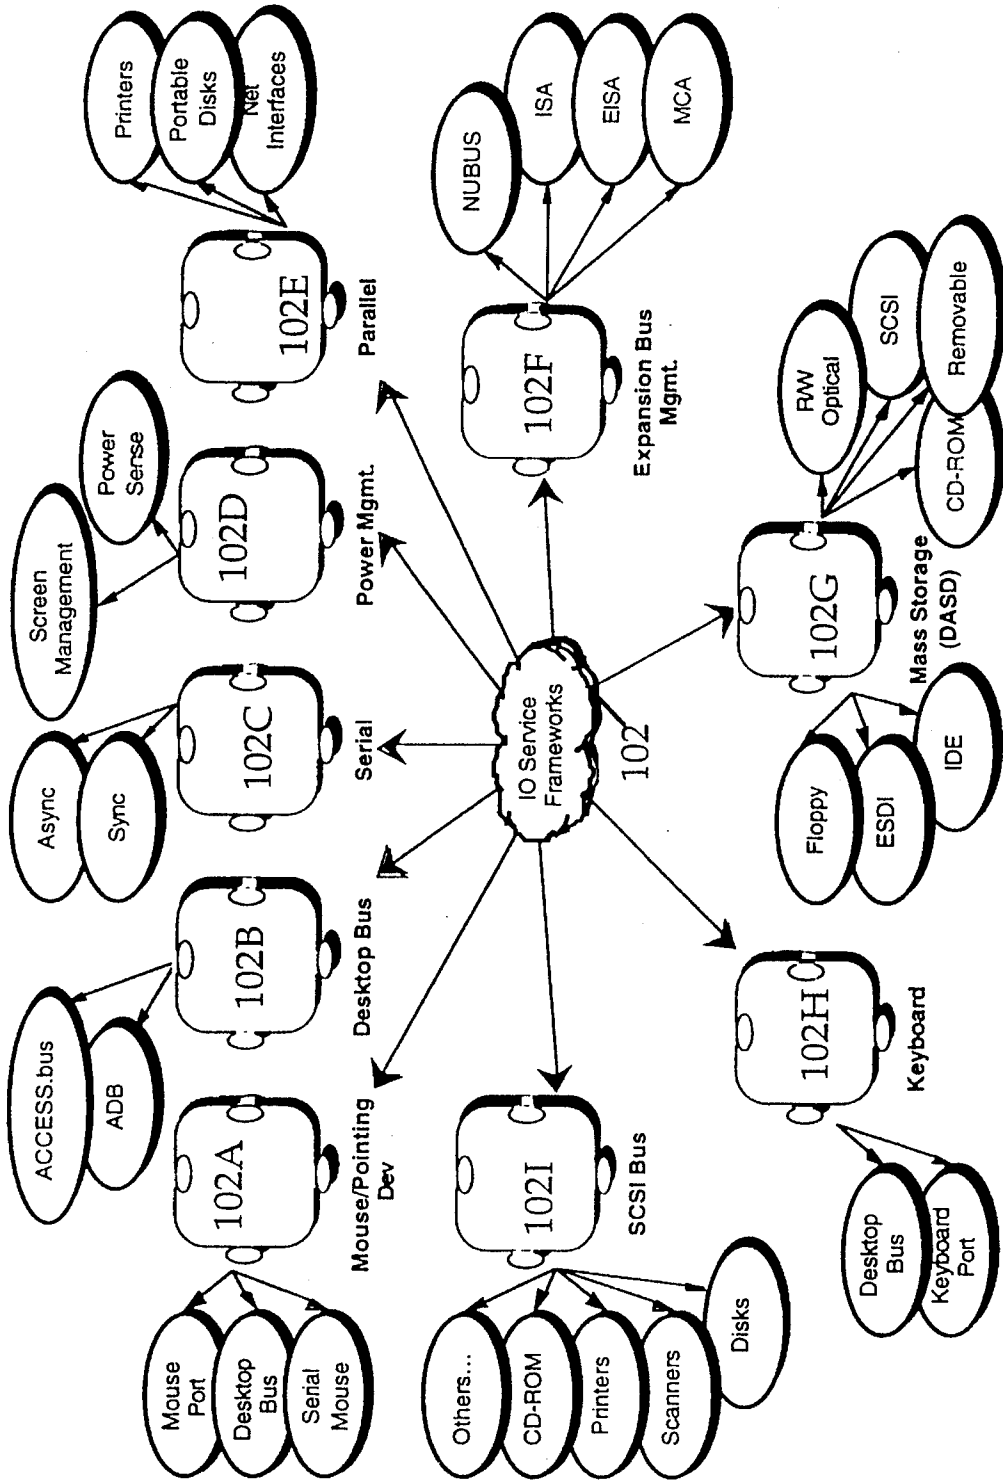 ACCESS.bus
ADB
Async
Sync
Screen
Management
Power
Sense
Printers
Portable
Disks
Net
Interfaces
Mouse
Port
Desktop
Bus
Serial
Mouse
102A
Mouse/Pointing
Dev
102B
Desktop Bus
102C
Serial
102D
Power Mgmt.
102E
Parallel
IO Service
Frameworks
102
Others...
CD-ROM
Printers
Scanners
Disks
102I
SCSI Bus
102F
Expansion Bus
Mgmt.
NUBUS
ISA
EISA
MCA
Desktop
Bus
Keyboard
Port
102H
Keyboard
Floppy
ESDI
IDE
102G
Mass Storage
(DASD)
R/W
Optical
SCSI
Removable
CD-ROM